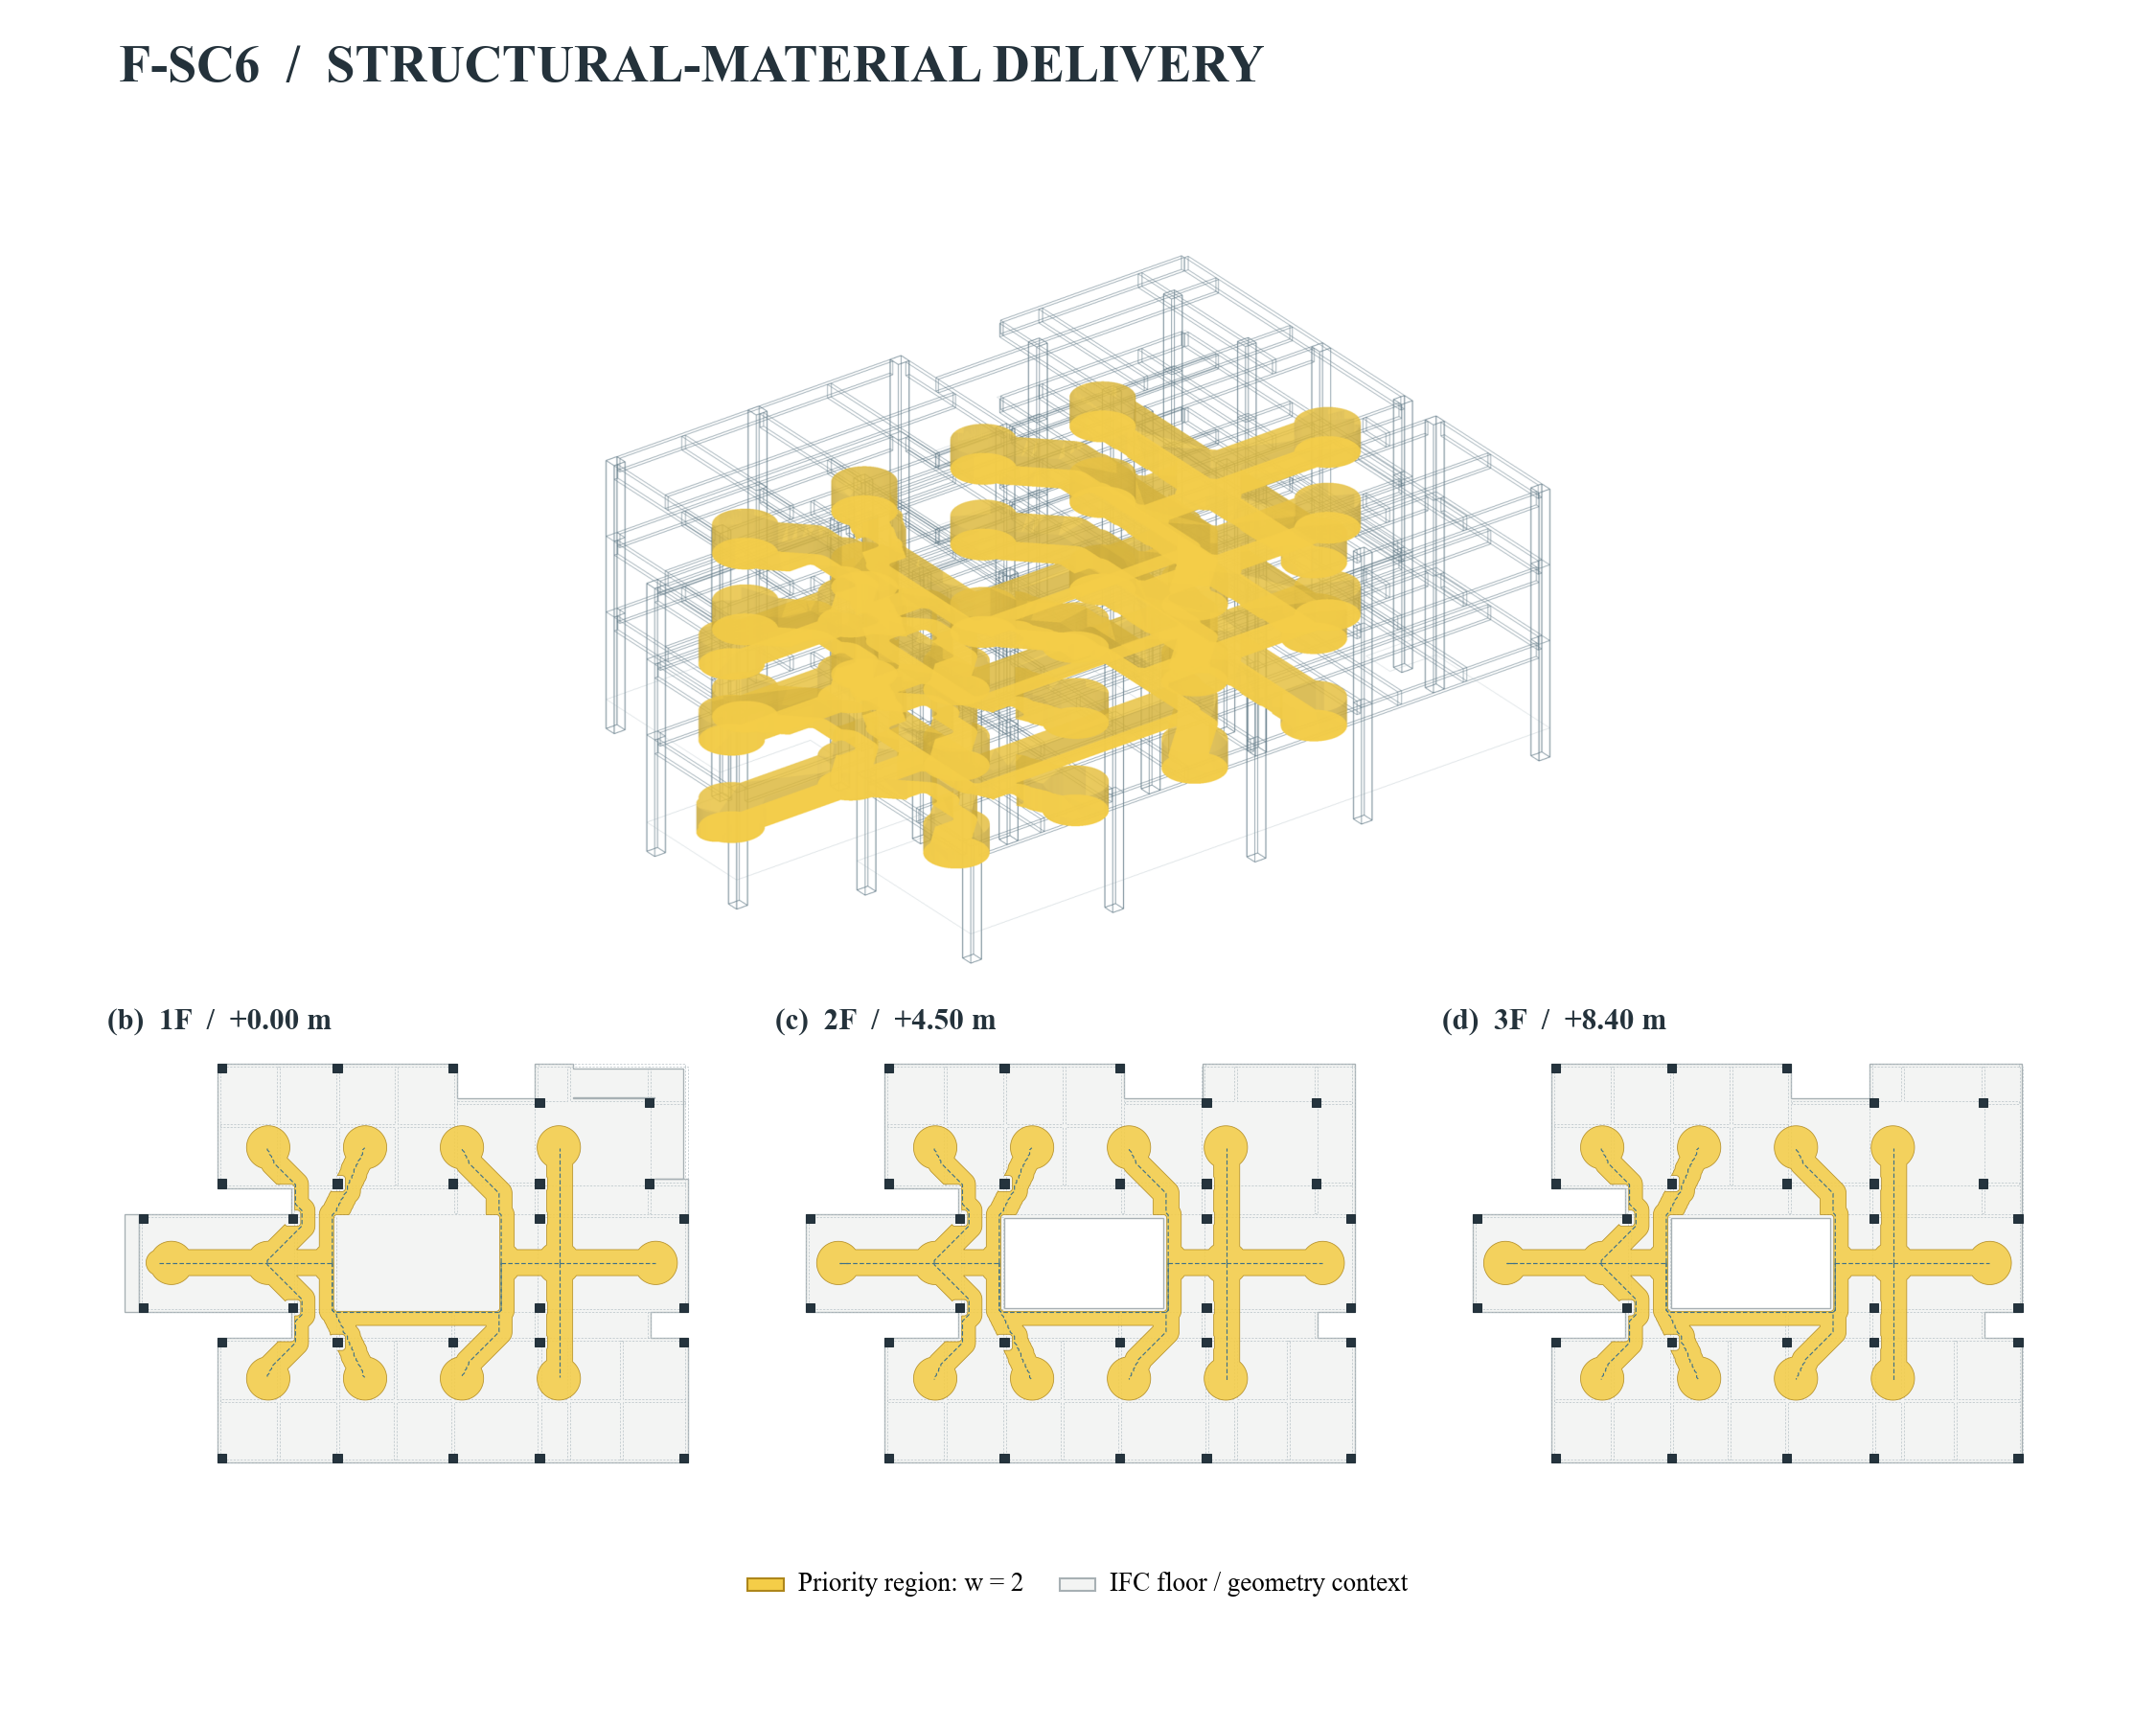 F-SC6 / STRUCTURAL-MATERIAL DELIVERY
(b) 1F / +0.00 m
(c) 2F / +4.50 m
(d) 3F / +8.40 m
Priority region: w = 2
IFC floor / geometry context